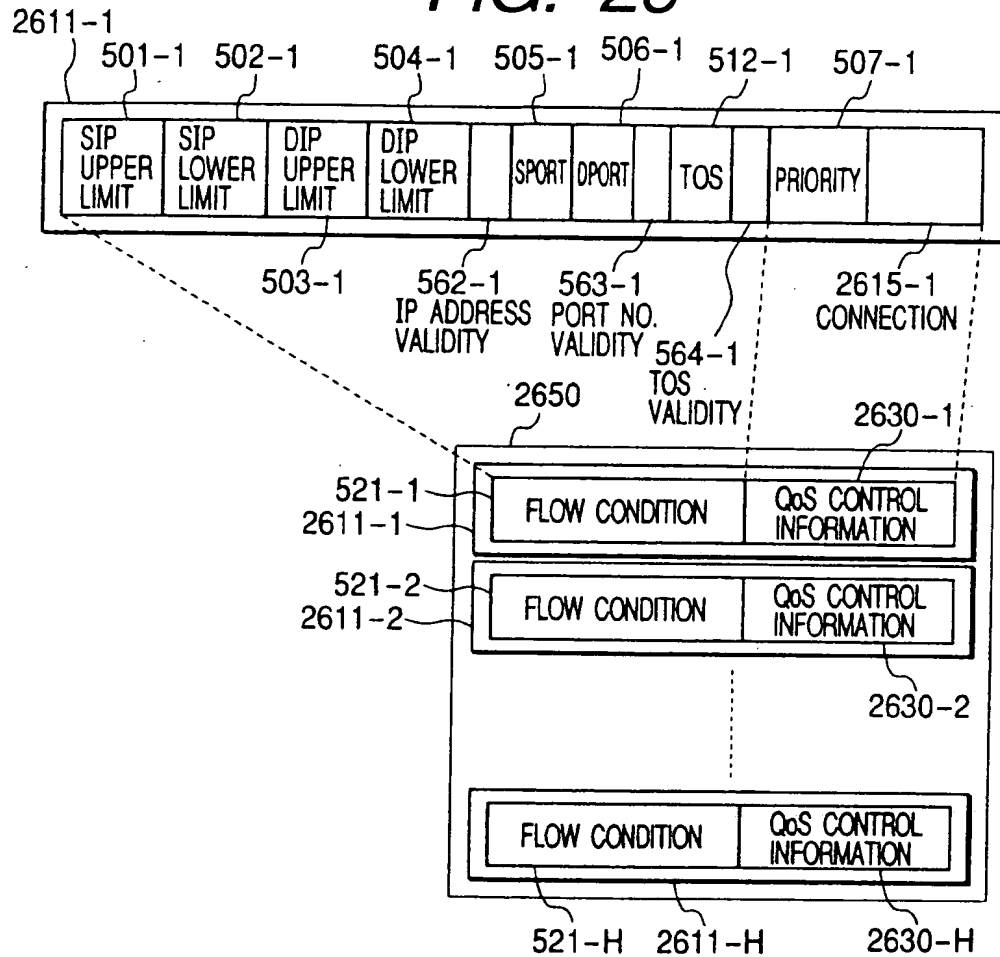 FIG.
2611-1
501-1 502-1 504-1 505-1 506-1 512-1 507-1
SIP UPPER LIMIT
SIP LOWER LIMIT
DIP UPPER LIMIT
DIP LOWER LIMIT
SPORT
DPORT
TOS
PRIORITY
503-1
562-1
IP ADDRESS
VALIDITY
563-1
PORT NO.
VALIDITY
564-1
TOS
VALIDITY
2615-1
CONNECTION
2650
2630-1
521-1
2611-1
FLOW CONDITION
QoS CONTROL
INFORMATION
521-2
2611-2
FLOW CONDITION
QoS CONTROL
INFORMATION
2630-2
FLOW CONDITION
QoS CONTROL
INFORMATION
521-H 2611-H 2630-H